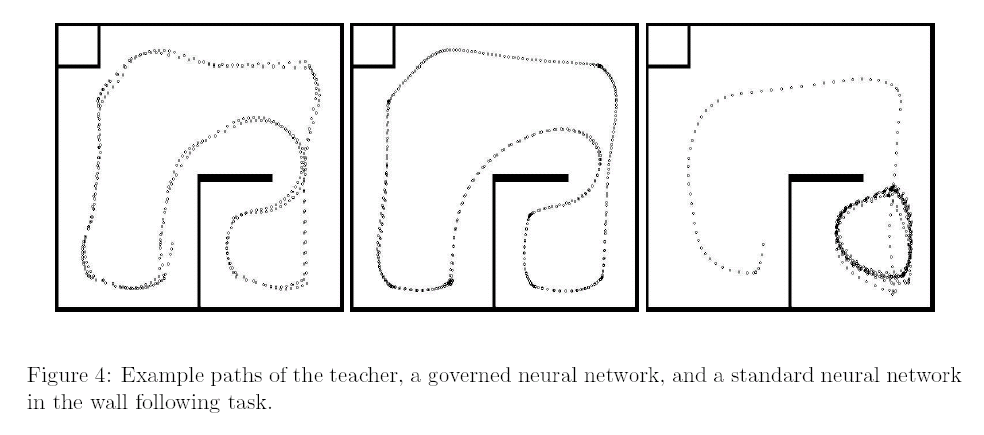 Figure 4: Example paths of the teacher, a governed neural network, and a standard neural network
in the wall following task.